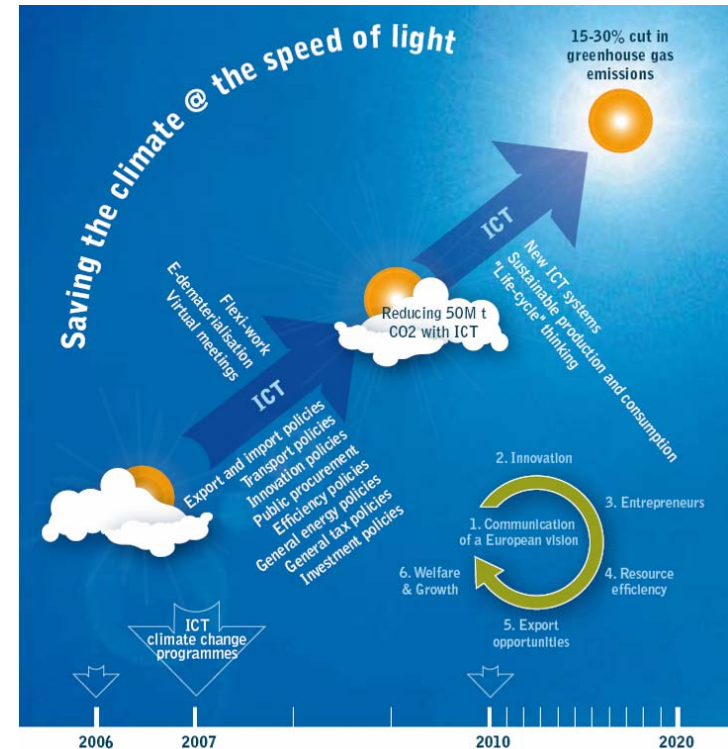 Saving the climate @ the speed of light
15-30% cut in
greenhouse gas
emissions
ICT
New ICT systems
Sustainable production and consumption
"Life-cycle" thinking
Reducing 50M t
CO2 with ICT
Flexi-work
E-dematerialisation
Virtual meetings
ICT
Export and import policies
Transport policies
Innovation policies
Public procurement
Efficiency policies
General energy policies
General tax policies
Investment policies
2. Innovation
3. Entrepreneurs
1. Communication
of a European vision
6. Welfare
& Growth
4. Resource
efficiency
5. Export
opportunities
ICT
climate change
programmes
2006
2007
2010
2020